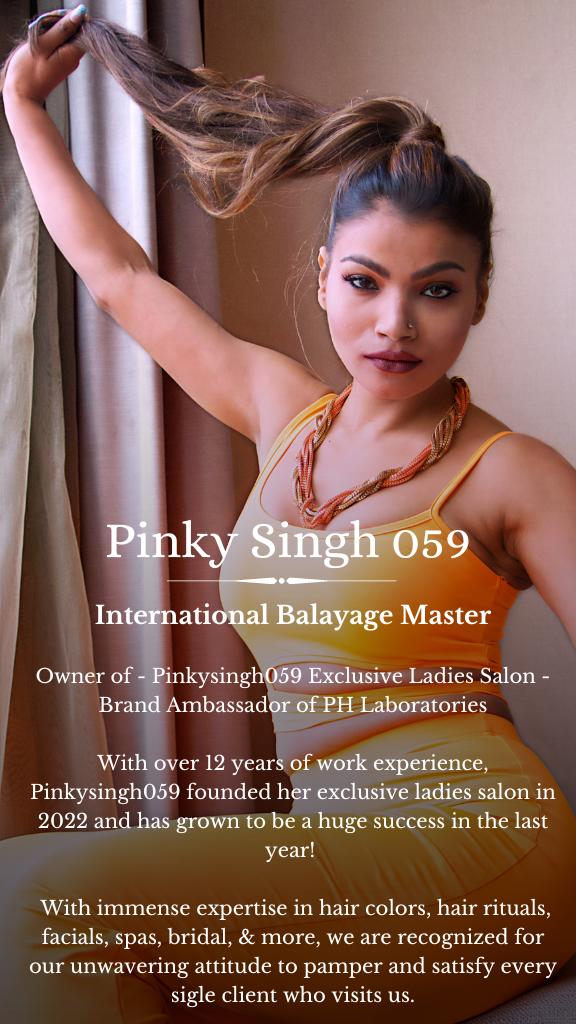 Pinky Singh 059
International Balayage Master
Owner of - Pinkysingh059 Exclusive Ladies Salon -
Brand Ambassador of PH Laboratories
With over 12 years of work experience,
Pinkysingh059 founded her exclusive ladies salon in
2022 and has grown to be a huge success in the last
year!
With immense expertise in hair colors, hair rituals,
facials, spas, bridal, & more, we are recognized for
our unwavering attitude to pamper and satisfy every
sigle client who visits us.